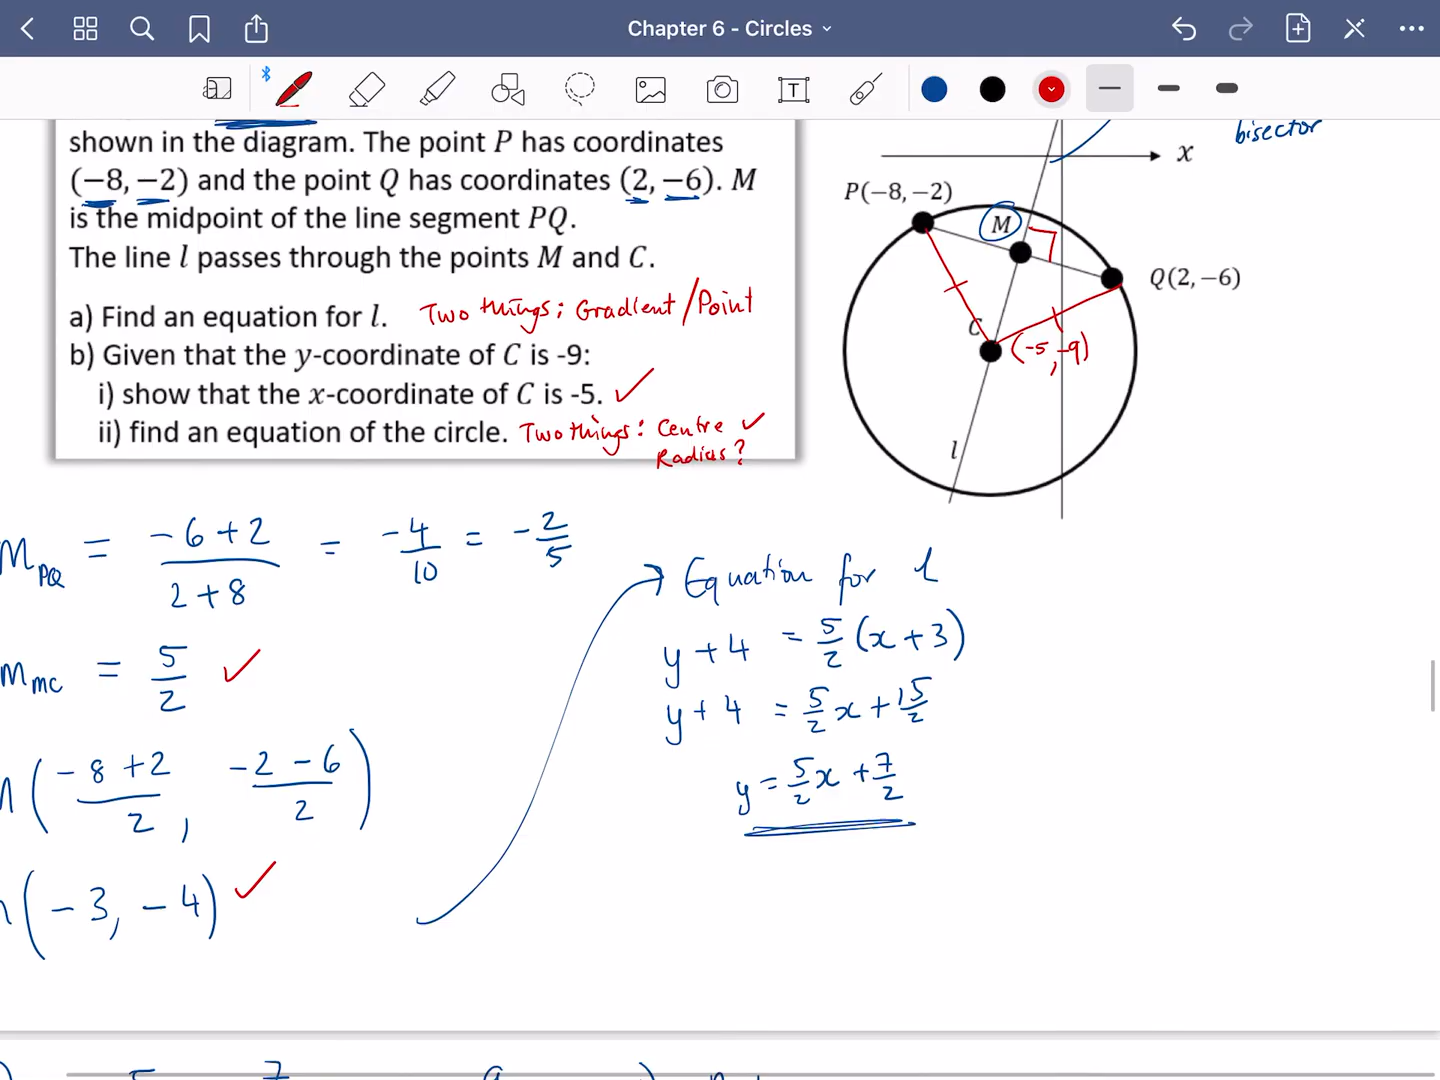 Chapter 6 - Circles
T
shown in the diagram. The point P has coordinates
(−8, −2) and the point Q has coordinates (2, −6). M
is the midpoint of the line segment PQ.
The line l passes through the points M and C.
a) Find an equation for l. Two things: Gradient/Point
b) Given that the y-coordinate of C is -9:
i) show that the x-coordinate of C is -5. ✓
ii) find an equation of the circle. Two things: Centre ✓
Radius?
bisector
x
P(−8, −2)
M
Q(2, −6)
C
(-5, -9)
l
M_PQ = (-6+2)/(2+8) = -4/10 = -2/5
m_MC = 5/2 ✓
(-8+2/2, -2-6/2)
(-3, -4) ✓
→ Equation for l
y+4 = 5/2(x+3)
y+4 = 5/2x+15/2
y = 5/2x+7/2